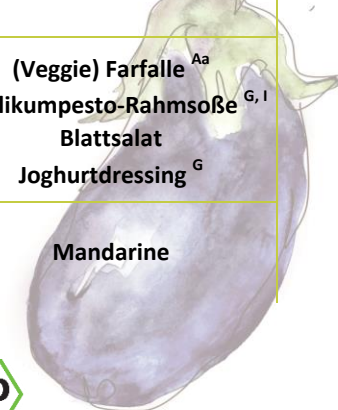 (Veggie) Farfalle Aa
likumpesto-Rahmsoße G, I
Blattsalat
Joghurtdressing G
Mandarine